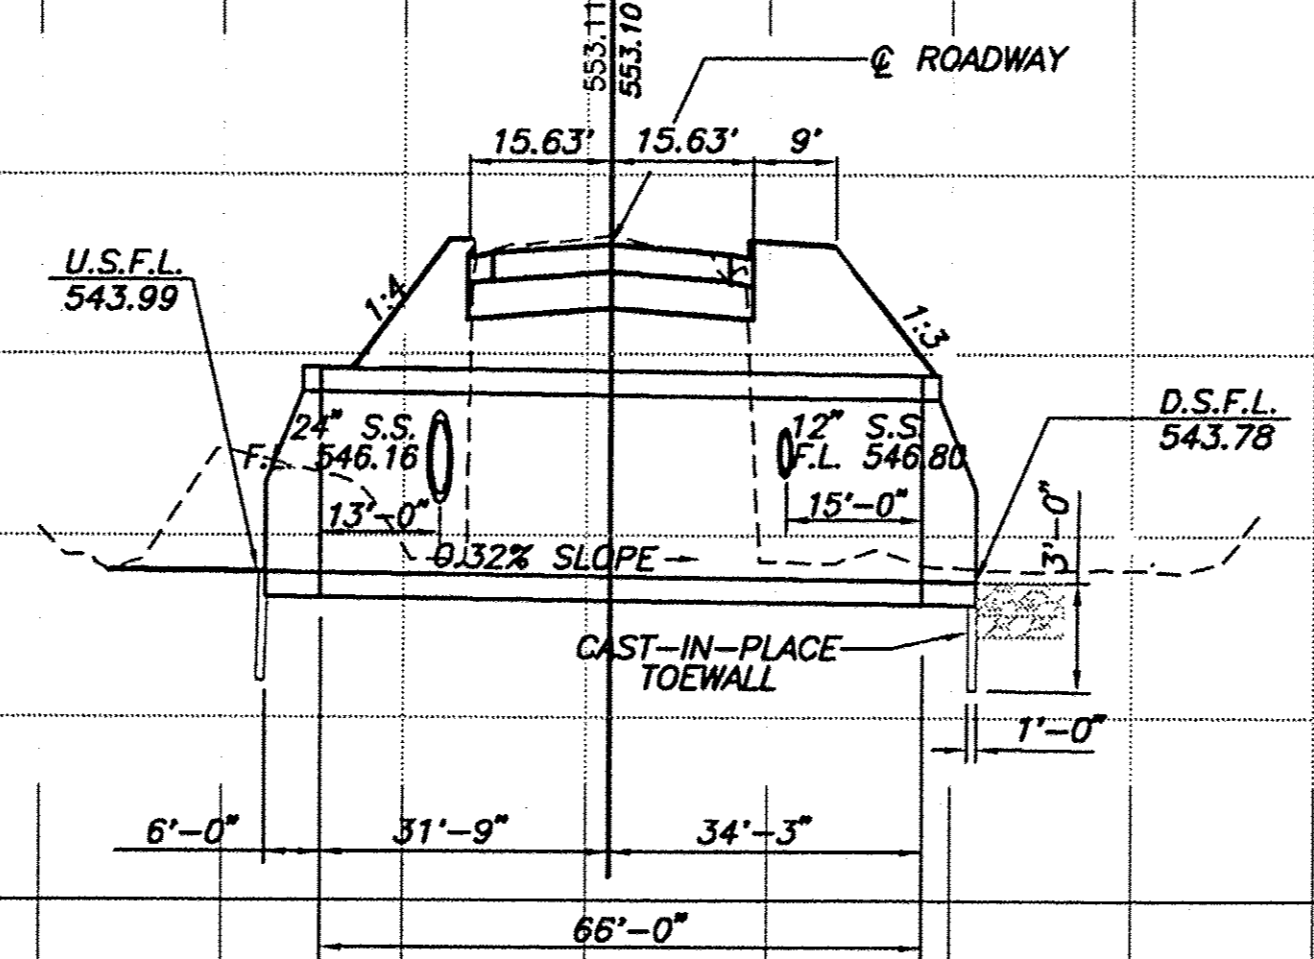 553.11
553.10
℄ ROADWAY
15.63' 15.63' 9'
U.S.F.L.
543.99
1:4
1:3
D.S.F.L.
543.78
24" S.S.
F.L. 546.16
12" S.S.
F.L. 546.80
13'-0"
15'-0"
3'-0"
0.32% SLOPE
CAST-IN-PLACE
TOEWALL
1'-0"
6'-0" 31'-9" 34'-3"
66'-0"